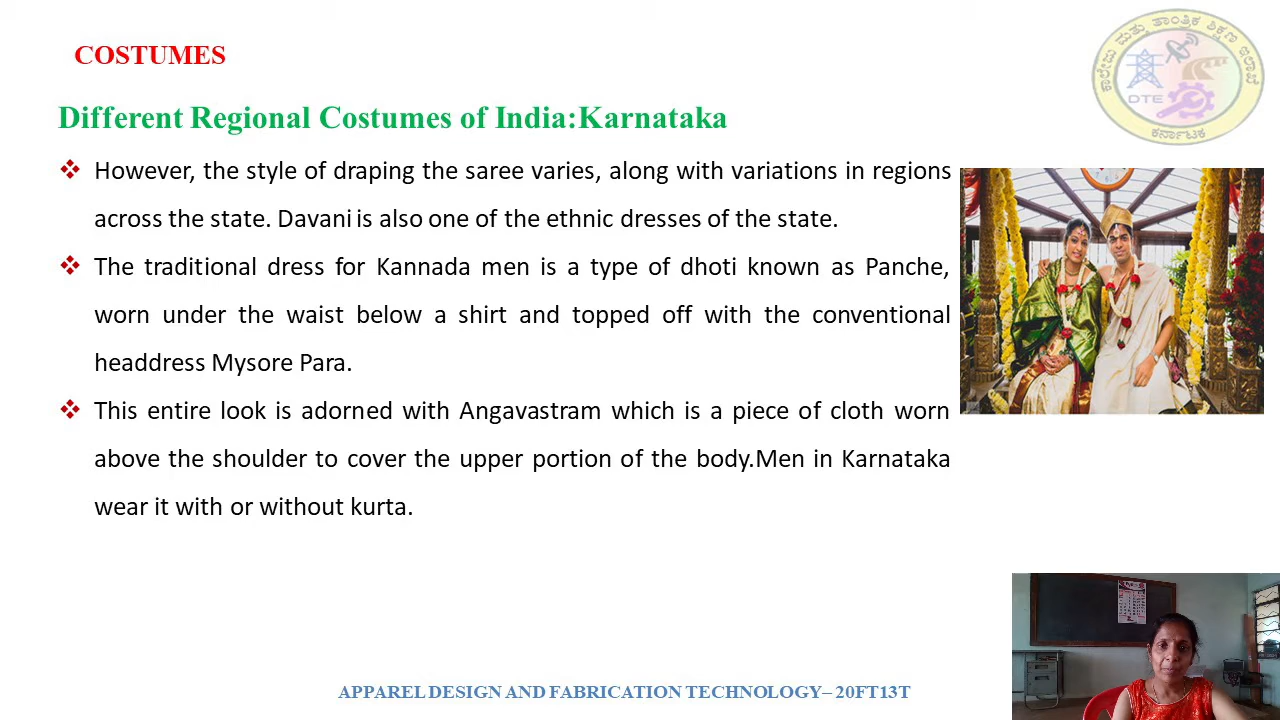 COSTUMES
Different Regional Costumes of India:Karnataka
However, the style of draping the saree varies, along with variations in regions
across the state. Davani is also one of the ethnic dresses of the state.
The traditional dress for Kannada men is a type of dhoti known as Panche,
worn under the waist below a shirt and topped off with the conventional
headdress Mysore Para.
This entire look is adorned with Angavastram which is a piece of cloth worn
above the shoulder to cover the upper portion of the body.Men in Karnataka
wear it with or without kurta.
ಕಾಲೇಜು ಮತ್ತು ತಾಂತ್ರಿಕ ಶಿಕ್ಷಣ ಇಲಾಖೆ
DTE
ಕರ್ನಾಟಕ
APPAREL DESIGN AND FABRICATION TECHNOLOGY– 20FT13T